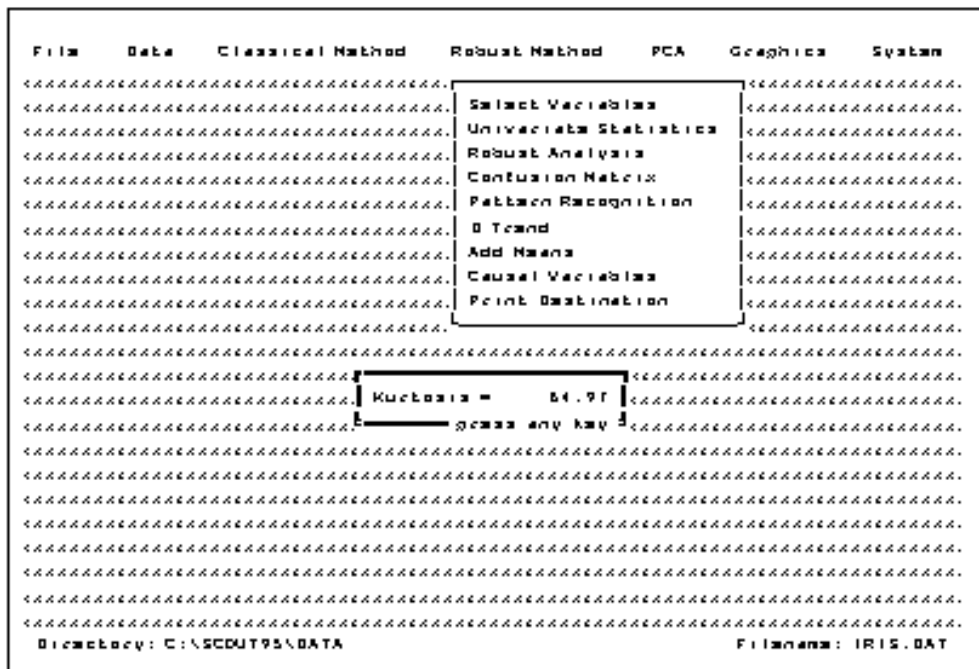 File Data Classical Method Robust Method PCA Graphics System
Select Variables
Univariate Statistics
Robust Analysis
Confusion Matrix
Pattern Recognition
D Trend
Add Means
Causal Variables
Print Destination
Kurtosis =
press any key
Directory: C:\SCOUT95\DATA Filename: IRIS.DAT